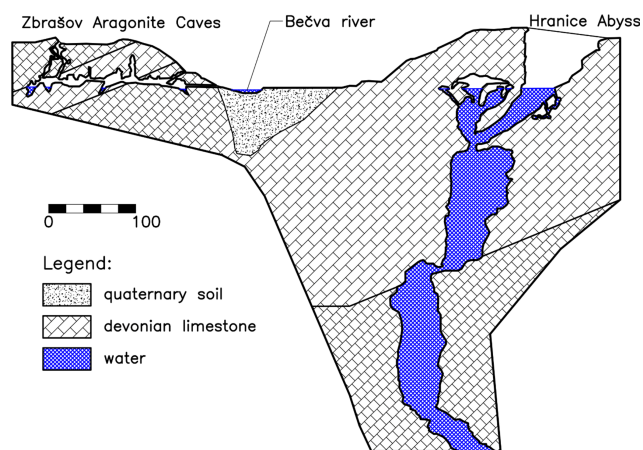 Zbrašov Aragonite Caves
Bečva river
Hranice Abyss
0 100
Legend:
quaternary soil
devonian limestone
water